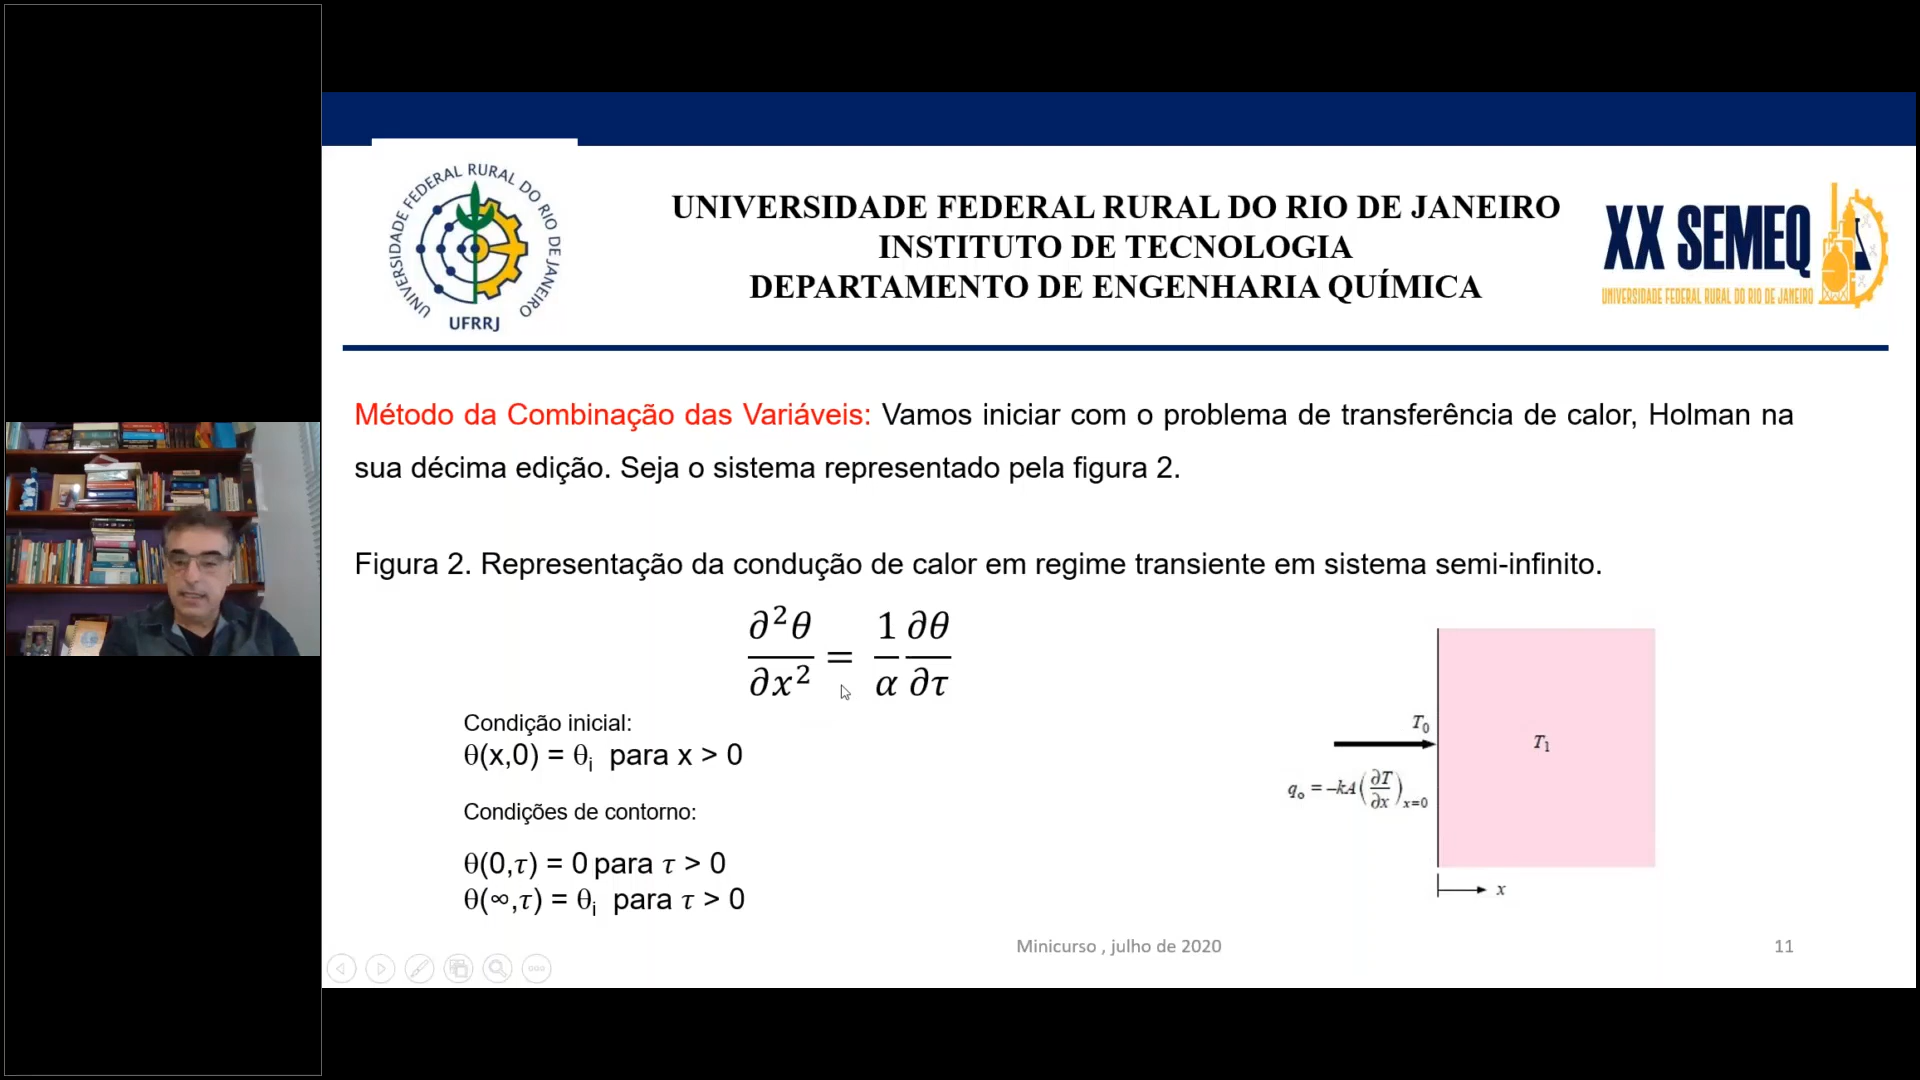 UNIVERSIDADE FEDERAL RURAL DO RIO DE JANEIRO
UFRRJ
UNIVERSIDADE FEDERAL RURAL DO RIO DE JANEIRO
INSTITUTO DE TECNOLOGIA
DEPARTAMENTO DE ENGENHARIA QUÍMICA
XX SEMEQ
UNIVERSIDADE FEDERAL RURAL DO RIO DE JANEIRO
Método da Combinação das Variáveis: Vamos iniciar com o problema de transferência de calor, Holman na
sua décima edição. Seja o sistema representado pela figura 2.
Figura 2. Representação da condução de calor em regime transiente em sistema semi-infinito.
∂²θ/∂x² = 1/α ∂θ/∂τ
Condição inicial:
θ(x,0) = θᵢ para x > 0
Condições de contorno:
θ(0,τ) = 0 para τ > 0
θ(∞,τ) = θᵢ para τ > 0
T₀
T₁
qₒ = –kA(∂T/∂x)ₓ₌₀
x
Minicurso , julho de 2020
11